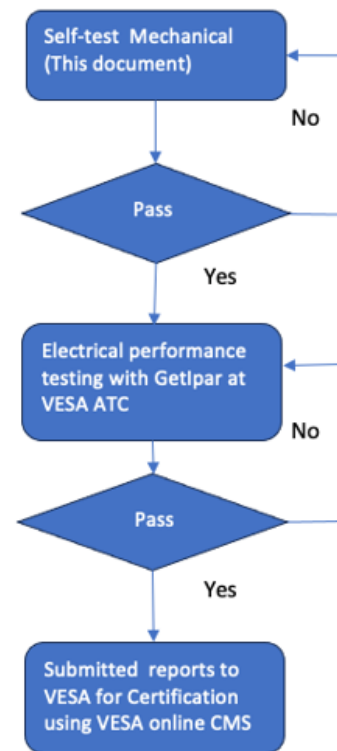 Self-test Mechanical
(This document)
No
Pass
Yes
Electrical performance
testing with GetIpar at
VESA ATC
No
Pass
Yes
Submitted reports to
VESA for Certification
using VESA online CMS